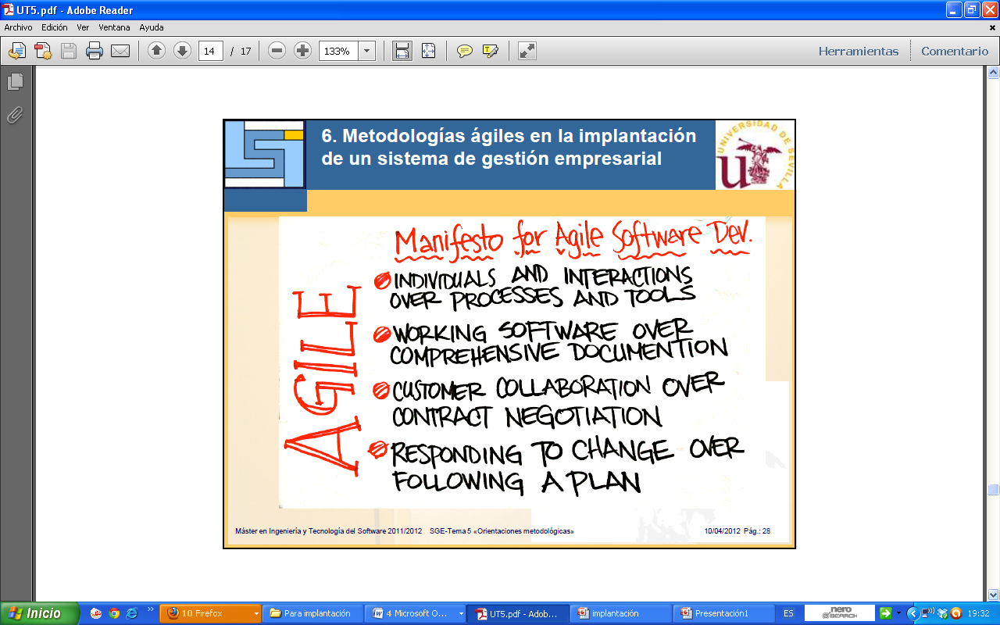 UT5.pdf - Adobe Reader
Archivo Edición Ver Ventana Ayuda
14 / 17 133% Herramientas Comentario
6. Metodologías ágiles en la implantación
de un sistema de gestión empresarial
UNIVERSIDAD DE SEVILLA
Manifesto for Agile Software Dev.
AGILE
INDIVIDUALS AND INTERACTIONS
OVER PROCESSES AND TOOLS
WORKING SOFTWARE OVER
COMPREHENSIVE DOCUMENTION
CUSTOMER COLLABORATION OVER
CONTRACT NEGOTIATION
RESPONDING TO CHANGE OVER
FOLLOWING A PLAN
Máster en Ingeniería y Tecnología del Software 2011/2012 SGE-Tema 5 «Orientaciones metodológicas» 10/04/2012 Pág.: 28
Inicio 10 Firefox Para implantación 4 Microsoft O... UT5.pdf - Adob... implantación Presentación1 ES nero @SEARCH 19:32